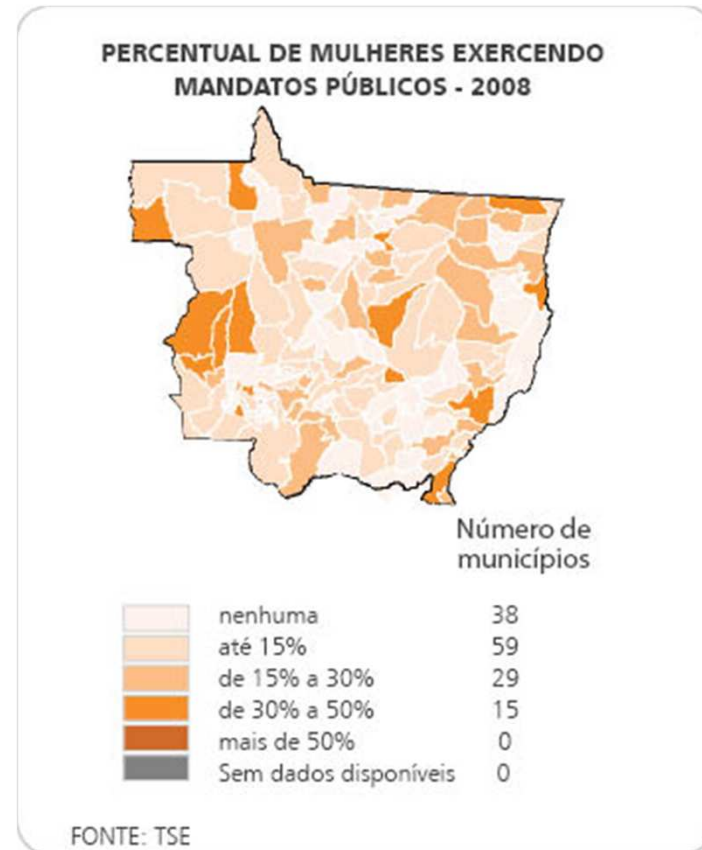 PERCENTUAL DE MULHERES EXERCENDO
MANDATOS PÚBLICOS - 2008
Número de
municípios
nenhuma 38
até 15% 59
de 15% a 30% 29
de 30% a 50% 15
mais de 50% 0
Sem dados disponíveis 0
FONTE: TSE